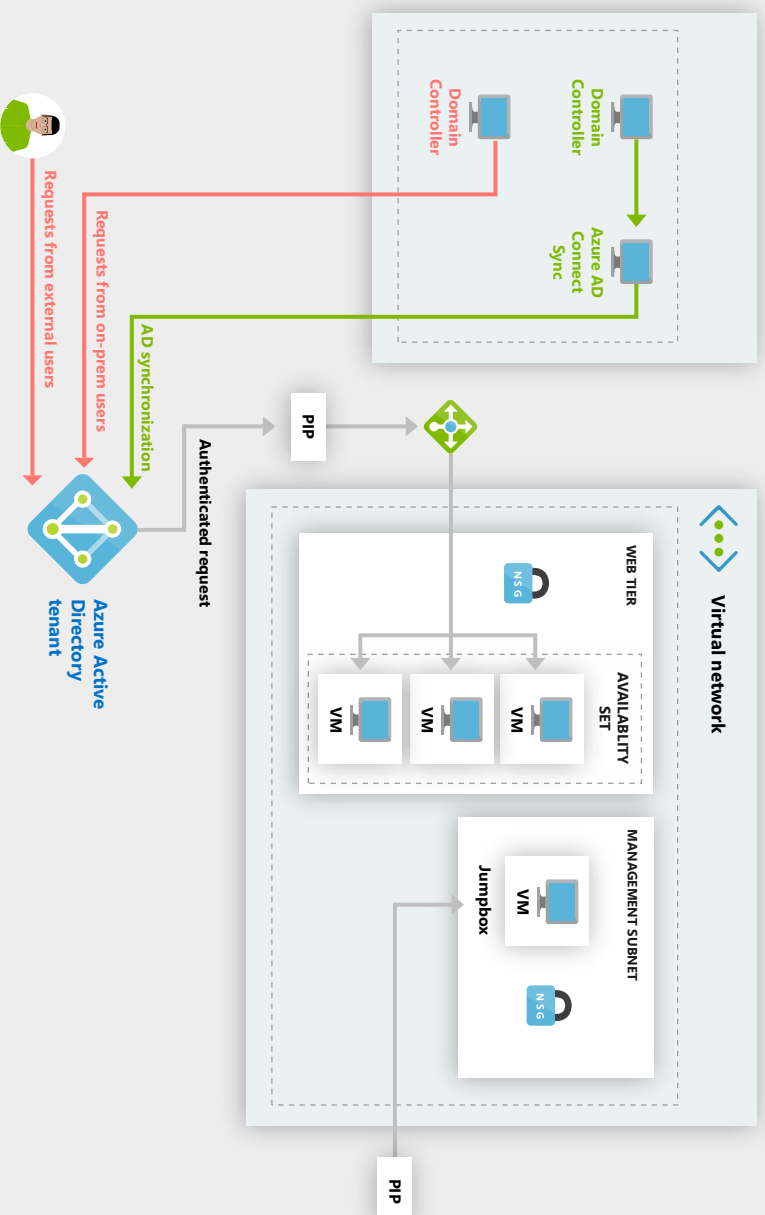 Domain
Controller
Azure AD
Connect
Sync
Domain
Controller
Requests from on-prem users
AD synchronization
Requests from external users
Azure Active
Directory
tenant
Authenticated request
PIP
Virtual network
WEB TIER
NSG
AVAILABLITY
SET
VM
VM
VM
MANAGEMENT SUBNET
VM
Jumpbox
NSG
PIP